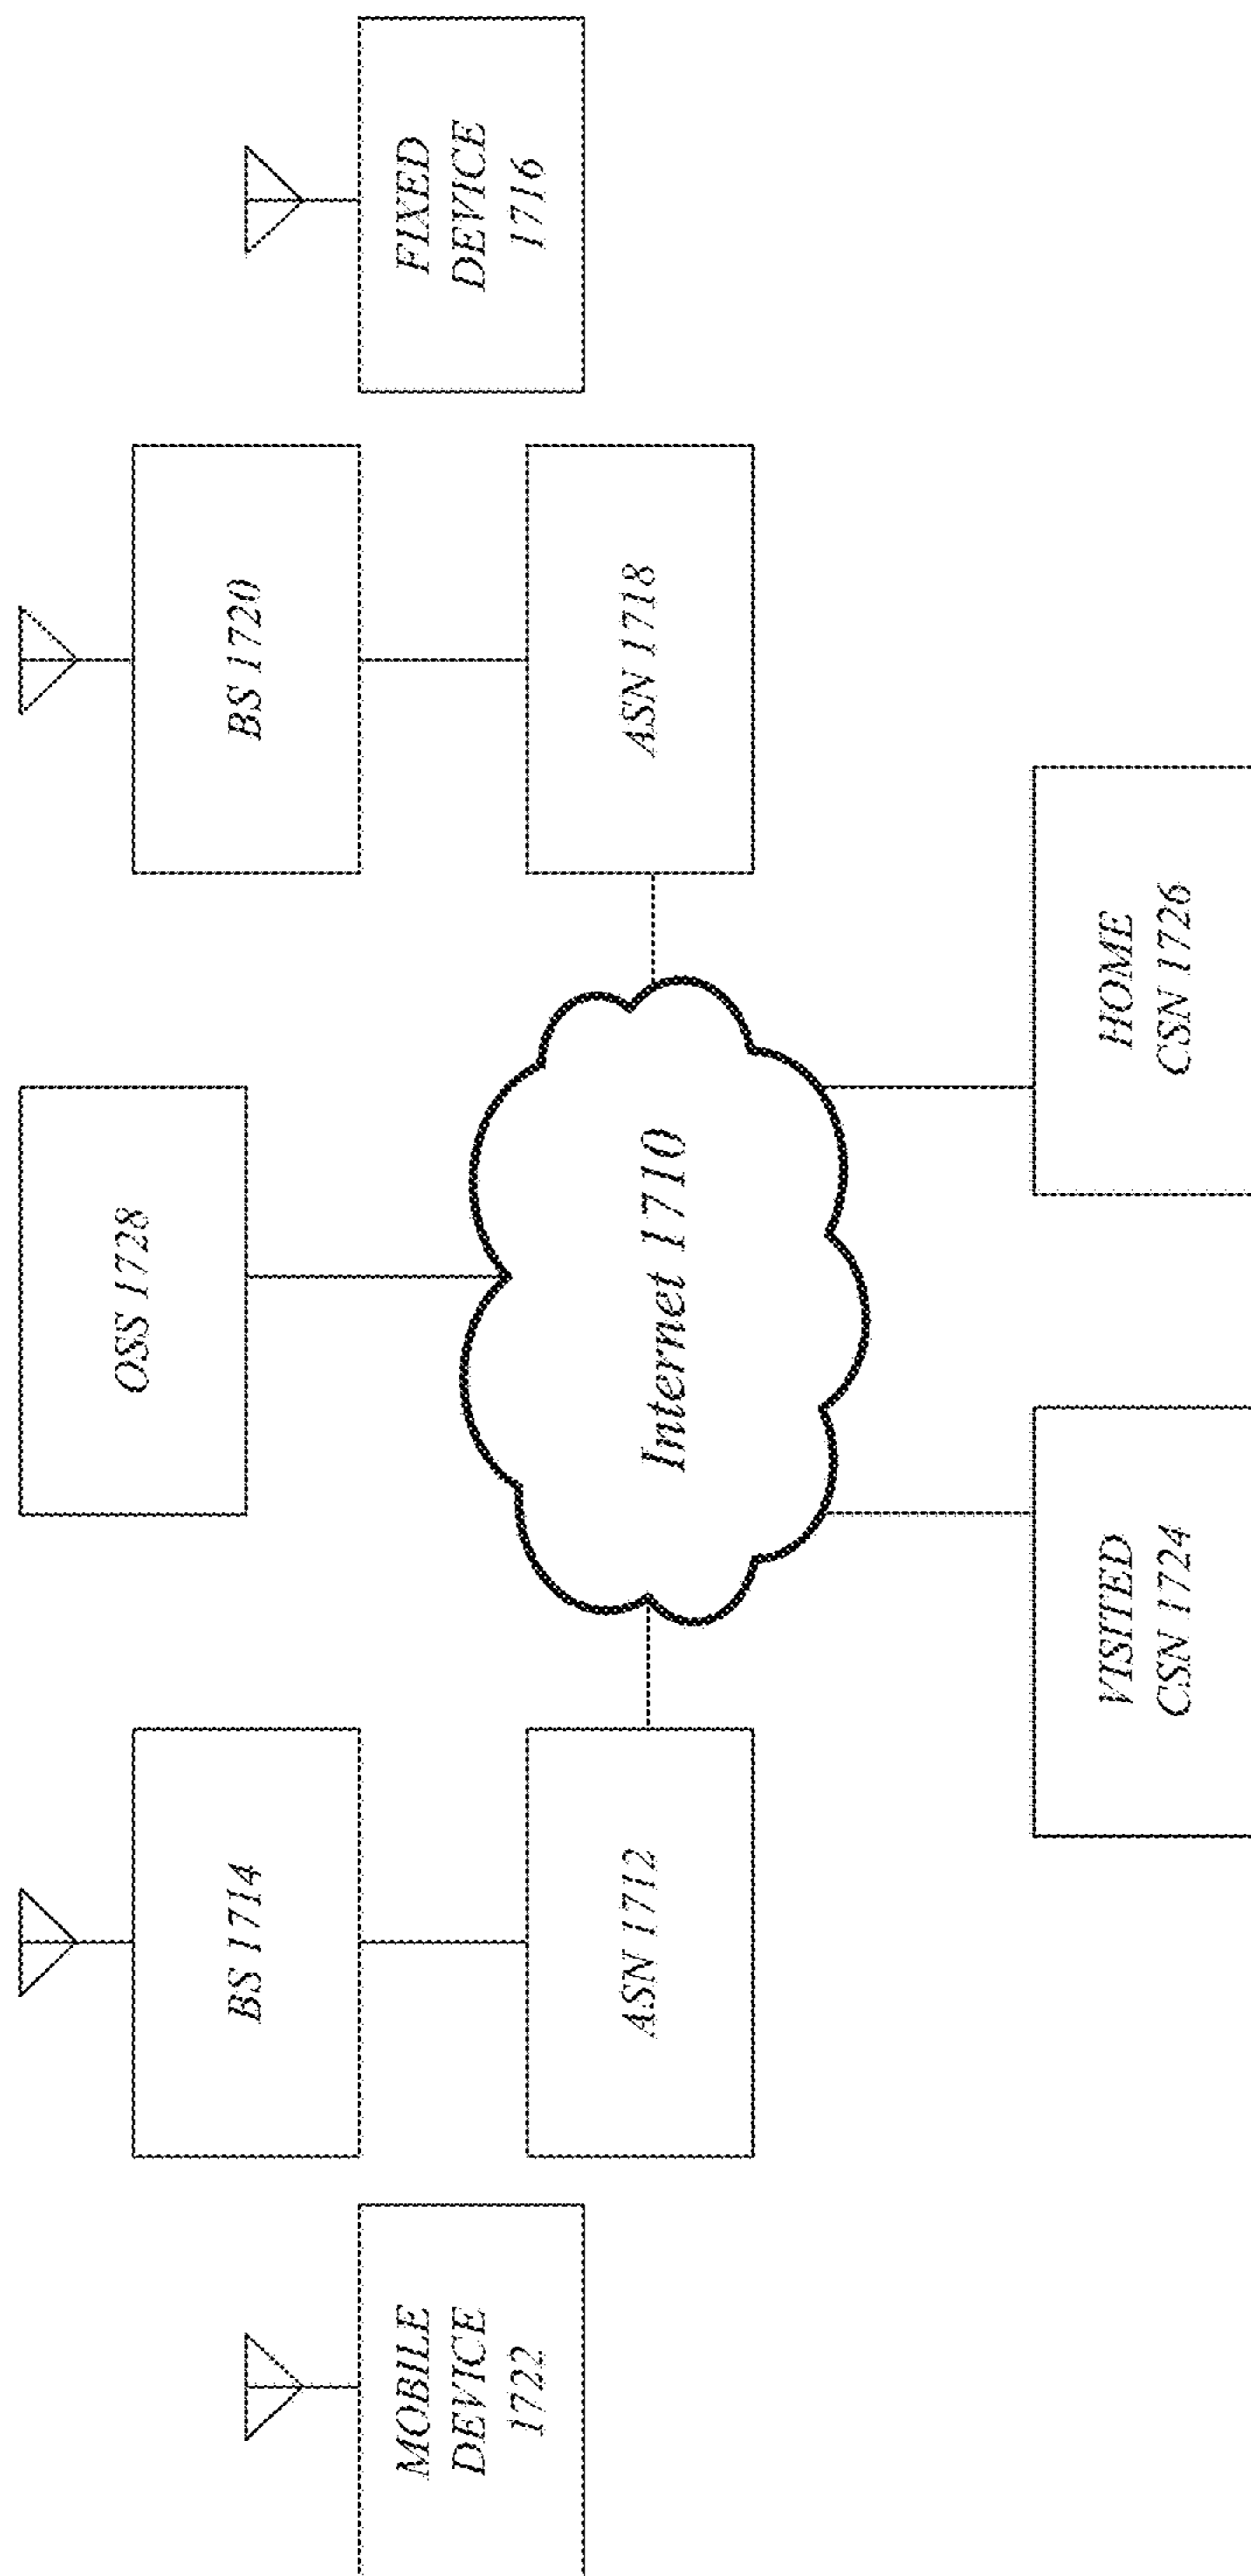 OSS 1728
BS 1714
BS 1720
MOBILE
DEVICE
1722
FIXED
DEVICE
1716
ASN 1712
Internet 1710
ASN 1718
VISITED
CSN 1724
HOME
CSN 1726